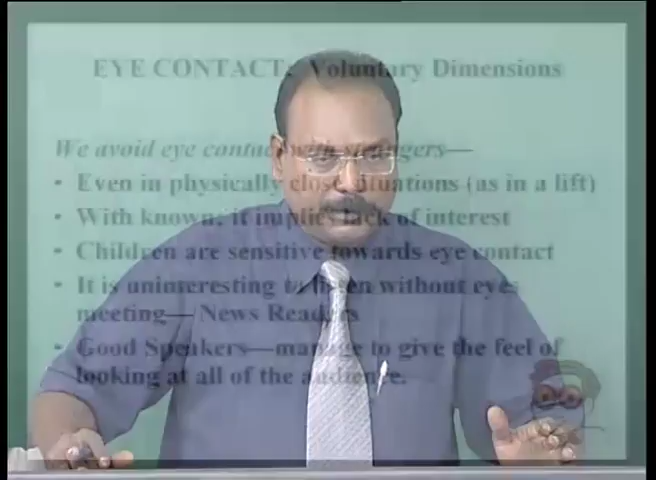 EYE CONTACT: Voluntary Dimensions
We avoid eye contact with strangers—
• Even in physically close situations (as in a lift)
• With known; it implies lack of interest
• Children are sensitive towards eye contact
• It is uninteresting to listen without eyes
meeting— News Readers
• Good Speakers—manage to give the feel of
looking at all of the audience.